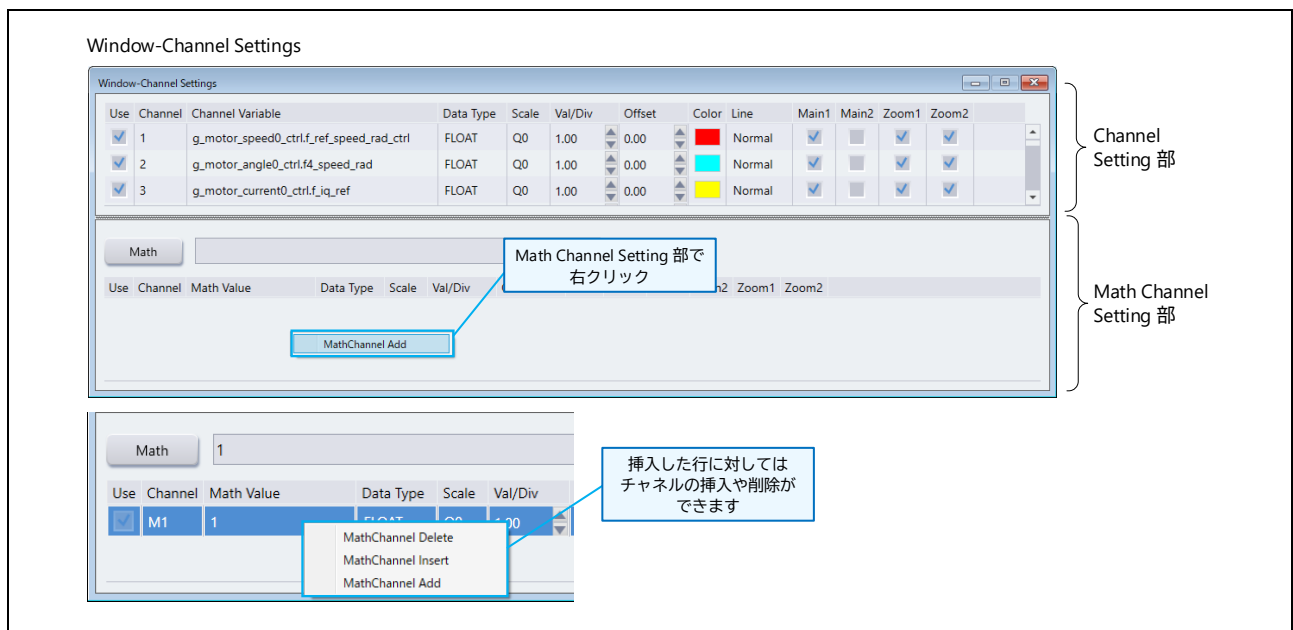 Window-Channel Settings
Window-Channel Settings
Use Channel Channel Variable Data Type Scale Val/Div Offset Color Line Main1 Main2 Zoom1 Zoom2
1 g_motor_speed0_ctrl.f_ref_speed_rad_ctrl FLOAT Q0 1.00 0.00 Normal
2 g_motor_angle0_ctrl.f4_speed_rad FLOAT Q0 1.00 0.00 Normal
3 g_motor_current0_ctrl.f_iq_ref FLOAT Q0 1.00 0.00 Normal
Channel
Setting 部
Math
Math Channel Setting 部で
右クリック
Use Channel Math Value Data Type Scale Val/Div Zoom1 Zoom2
MathChannel Add
Math Channel
Setting 部
Math 1
Use Channel Math Value Data Type Scale Val/Div
M1 1
MathChannel Delete
MathChannel Insert
MathChannel Add
挿入した行に対しては
チャネルの挿入や削除が
できます